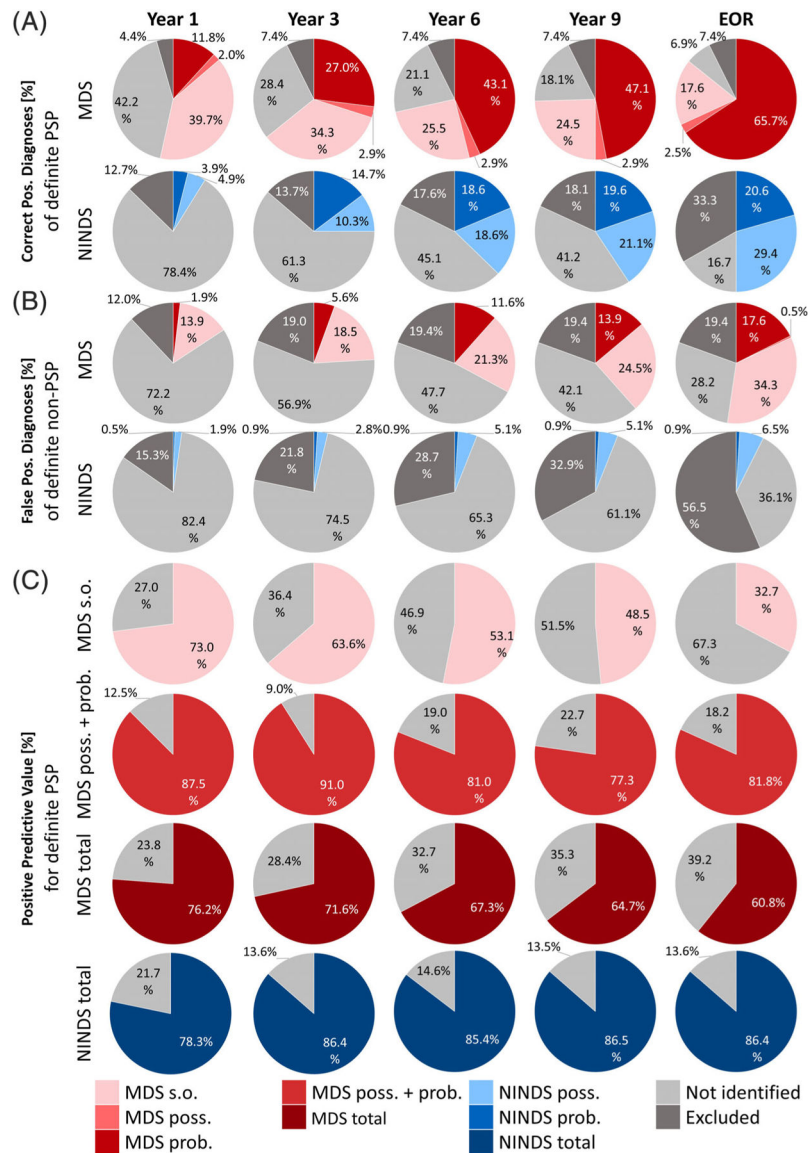 (A) Year 1 Year 3 Year 6 Year 9 EOR
Correct Pos. Diagnoses [%]
of definite PSP
MDS
4.4% 11.8% 2.0% 39.7% 42.2 %
7.4% 27.0% 2.9% 34.3 % 28.4 %
7.4% 43.1 % 2.9% 25.5 % 21.1 %
7.4% 47.1 % 2.9% 24.5 % 18.1%
7.4% 65.7% 2.5% 17.6 % 6.9%
NINDS
12.7% 3.9% 4.9% 78.4%
13.7% 14.7% 10.3% 61.3 %
17.6% 18.6 % 18.6% 45.1 %
18.1 % 19.6 % 21.1% 41.2 %
33.3 % 20.6 % 29.4 % 16.7 %
(B)
False Pos. Diagnoses [%]
of definite non-PSP
MDS
12.0% 1.9% 13.9 % 72.2 %
19.0 % 5.6% 18.5 % 56.9%
19.4% 11.6% 21.3 % 47.7 %
19.4 % 13.9 % 24.5 % 42.1 %
19.4 % 17.6 % 0.5% 34.3 % 28.2 %
NINDS
0.5% 1.9% 15.3% 82.4 %
0.9% 2.8% 21.8 % 74.5 %
0.9% 5.1% 28.7 % 65.3 %
0.9% 5.1% 32.9% 61.1%
0.9% 6.5% 36.1% 56.5 %
(C)
Positive Predictive Value [%]
for definite PSP
MDS s.o.
27.0 % 73.0 %
36.4 % 63.6%
46.9 % 53.1 %
51.5% 48.5 %
32.7 % 67.3 %
MDS poss. + prob.
12.5% 87.5 %
9.0% 91.0 %
19.0 % 81.0 %
22.7 % 77.3 %
18.2 % 81.8%
MDS total
23.8 % 76.2%
28.4% 71.6%
32.7 % 67.3%
35.3 % 64.7%
39.2 % 60.8%
NINDS total
21.7 % 78.3%
13.6% 86.4 %
14.6% 85.4%
13.5% 86.5 %
13.6% 86.4 %
MDS s.o. MDS poss. + prob. NINDS poss. Not identified
MDS poss. MDS total NINDS prob. Excluded
MDS prob. NINDS total